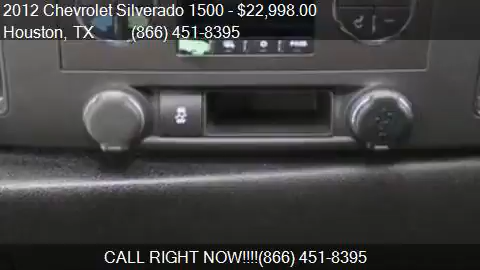 2012 Chevrolet Silverado 1500 - $22,998.00
Houston, TX (866) 451-8395
CALL RIGHT NOW!!!!(866) 451-8395